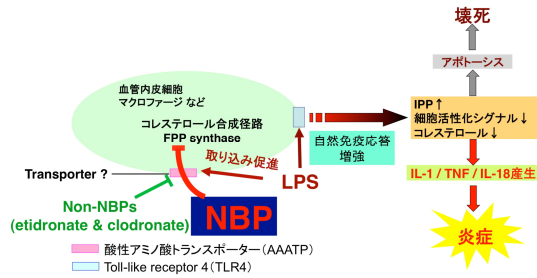 壊死
アポトーシス
血管内皮細胞
マクロファージ など
コレステロール合成径路
FPP synthase
IPP↑
細胞活性化シグナル↓
コレステロール↓
自然免疫応答
増強
取り込み促進
Transporter ?
LPS
IL-1 / TNF / IL-18産生
Non-NBPs
(etidronate & clodronate)
NBP
炎症
酸性アミノ酸トランスポーター（AAATP）
Toll-like receptor 4（TLR4）